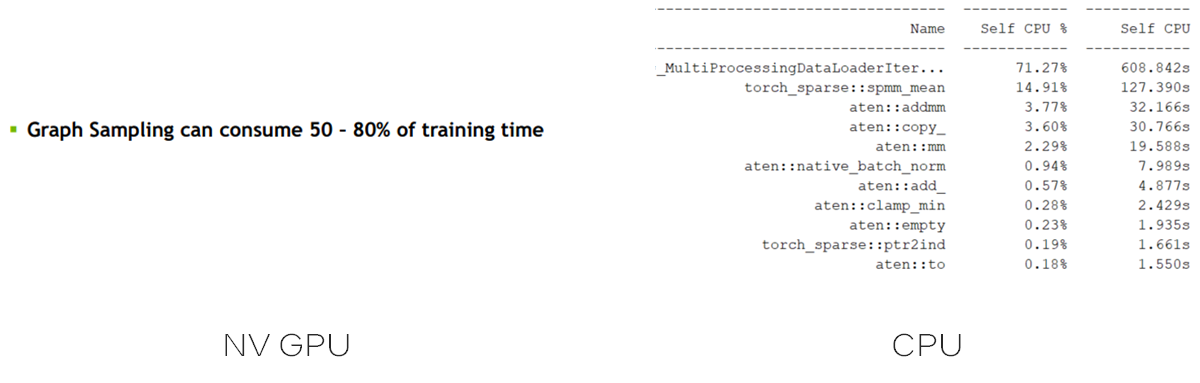 Name Self CPU % Self CPU
_MultiProcessingDataLoaderIter... 71.27% 608.842s
torch_sparse::spmm_mean 14.91% 127.390s
aten::addmm 3.77% 32.166s
▪ Graph Sampling can consume 50 – 80% of training time
aten::copy_ 3.60% 30.766s
aten::mm 2.29% 19.588s
aten::native_batch_norm 0.94% 7.989s
aten::add_ 0.57% 4.877s
aten::clamp_min 0.28% 2.429s
aten::empty 0.23% 1.935s
torch_sparse::ptr2ind 0.19% 1.661s
aten::to 0.18% 1.550s
NV GPU
CPU